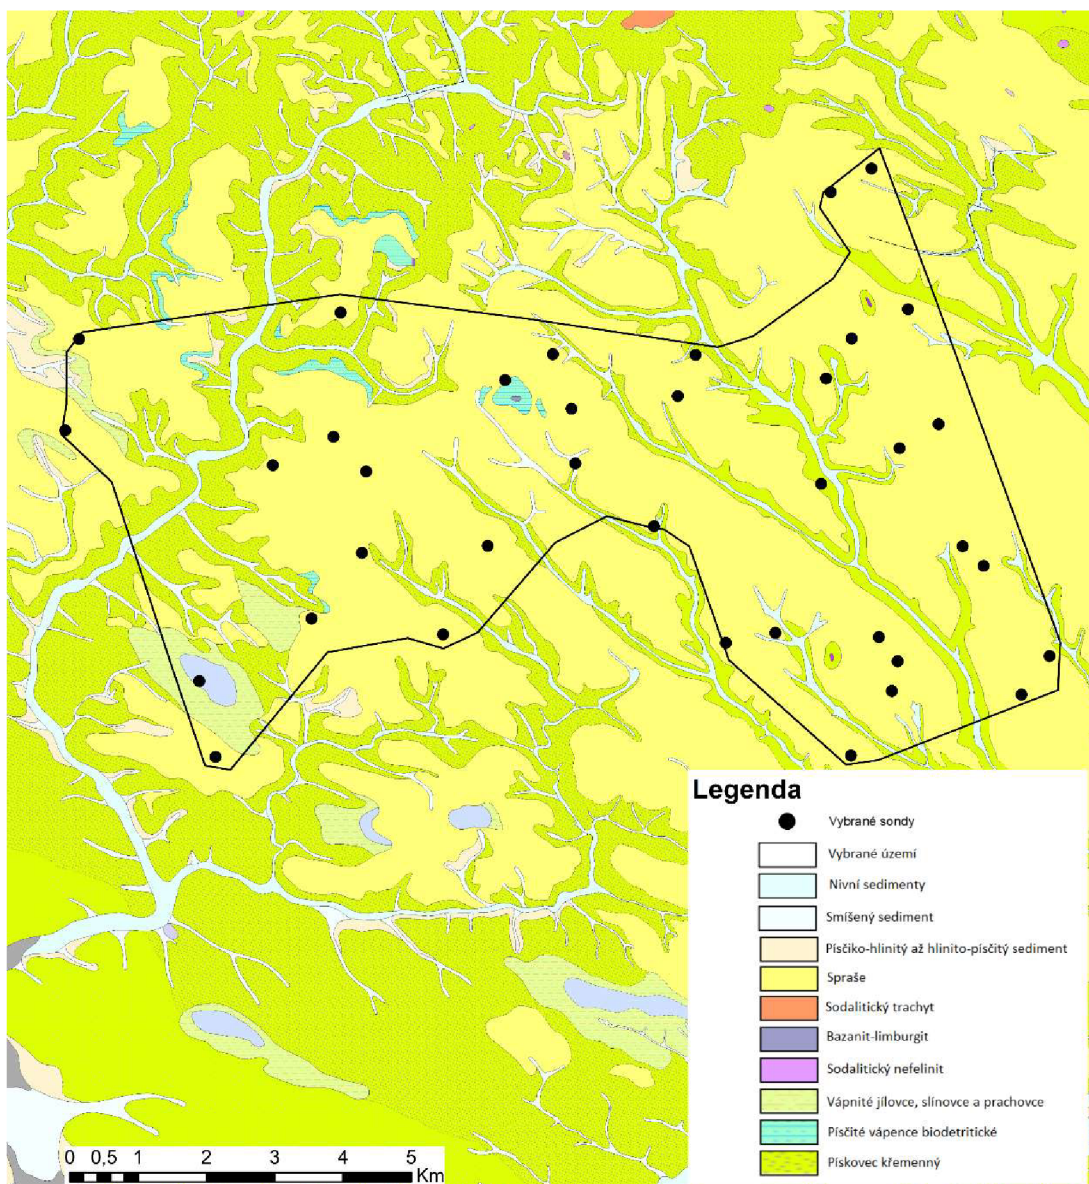 Legenda
Vybrané sondy
Vybrané území
Nivní sedimenty
Smíšený sediment
Písčiko-hlinitý až hlinito-písčitý sediment
Spraše
Sodalitický trachyt
Bazanit-limburgit
Sodalitický nefelinit
Vápnité jílovce, slínovce a prachovce
Písčité vápence biodetritické
Pískovec křemenný
0 0,5 1 2 3 4 5
Km